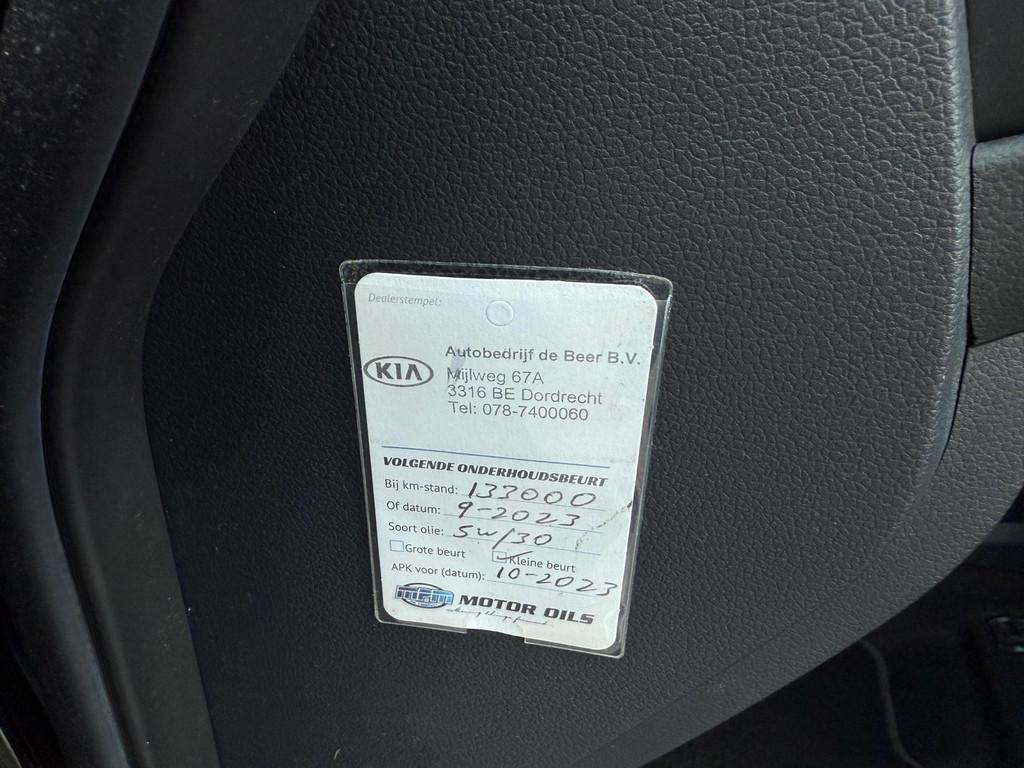 Dealerstempel:
KIA
Autobedrijf de Beer B.V.
Mijlweg 67A
3316 BE Dordrecht
Tel: 078-7400060
VOLGENDE ONDERHOUDSBEURT
Bij km-stand: 133000
Of datum: 9-2023
Soort olie: 5w/30
Grote beurt Kleine beurt
APK voor (datum): 10-2023
MOTOR OILS